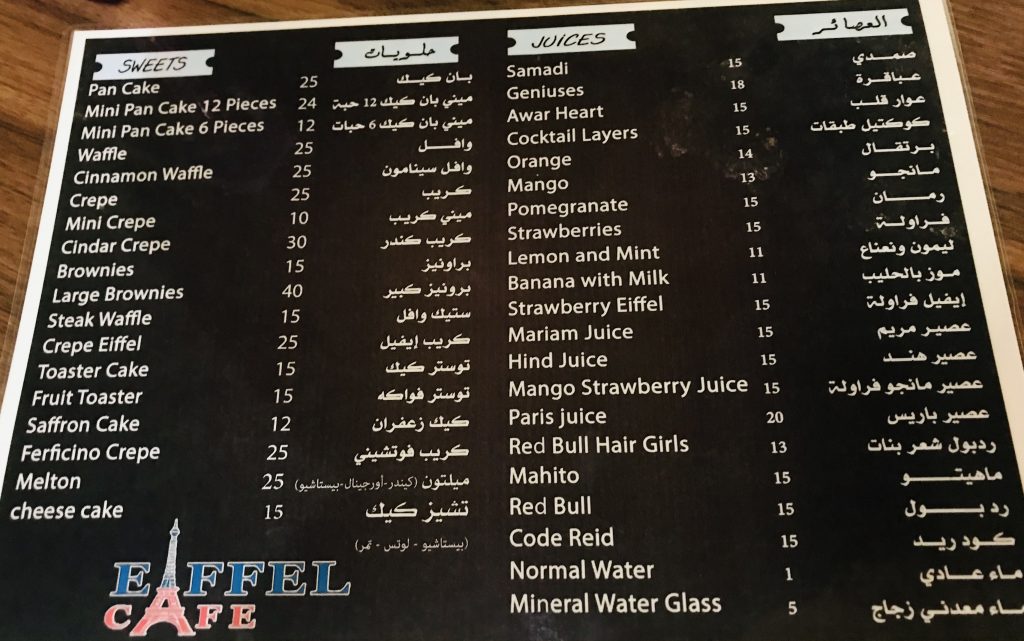 SWEETS حلويات
Pan Cake 25 بان كيك
Mini Pan Cake 12 Pieces 24 ميني بان كيك 12 حبة
Mini Pan Cake 6 Pieces 12 ميني بان كيك 6 حبات
Waffle 25 وافل
Cinnamon Waffle 25 وافل سينامون
Crepe 25 كريب
Mini Crepe 10 ميني كريب
Cindar Crepe 30 كريب كندر
Brownies 15 براونيز
Large Brownies 40 برونيز كبير
Steak Waffle 15 ستيك وافل
Crepe Eiffel 25 كريب إيفيل
Toaster Cake 15 توستر كيك
Fruit Toaster 15 توستر فواكه
Saffron Cake 12 كيك زعفران
Ferficino Crepe 25 كريب فوتشيني
Melton 25 ميلتون (كيندر-أورجينال-بيستاشيو)
cheese cake 15 تشيز كيك
(بيستاشيو - لوتس - تمر)
EIFFEL
CAFE
JUICES العصائر
Samadi 15 صمدي
Geniuses 18 عباقرة
Awar Heart 15 عوار قلب
Cocktail Layers 15 كوكتيل طبقات
Orange 14 برتقال
Mango 13 مانجو
Pomegranate 15 رمان
Strawberries 15 فراولة
Lemon and Mint 11 ليمون ونعناع
Banana with Milk 11 موز بالحليب
Strawberry Eiffel 15 إيفيل فراولة
Mariam Juice 15 عصير مريم
Hind Juice 15 عصير هند
Mango Strawberry Juice 15 عصير مانجو فراولة
Paris juice 20 عصير باريس
Red Bull Hair Girls 13 ردبول شعر بنات
Mahito 15 ماهيتو
Red Bull 15 رد بول
Code Reid 15 كود ريد
Normal Water 1 ماء عادي
Mineral Water Glass 5 ماء معدني زجاج